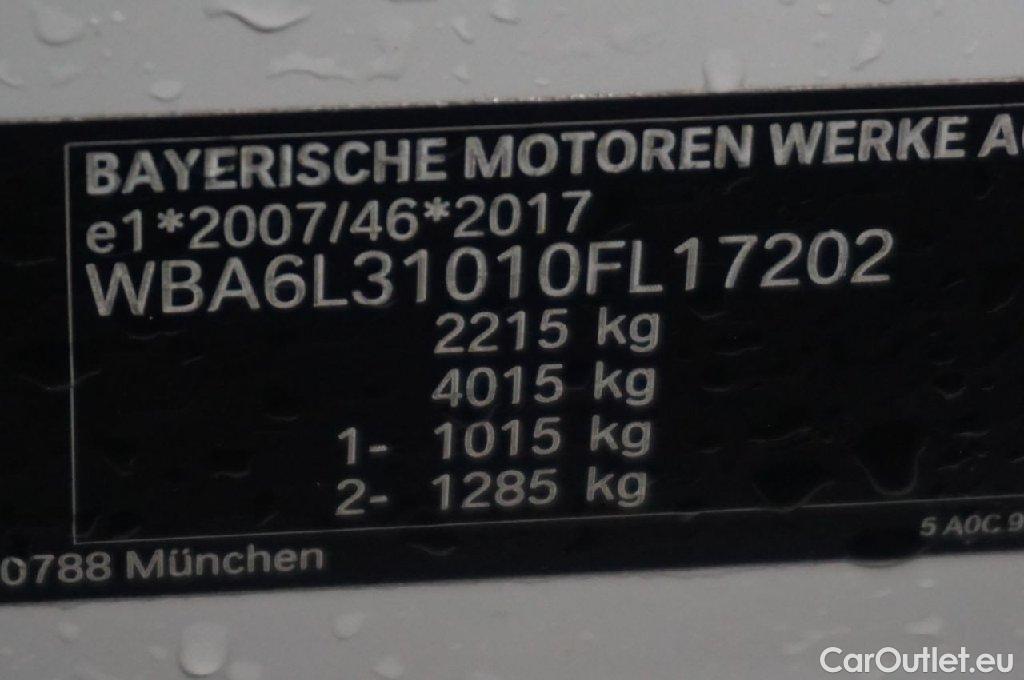 BAYERISCHE MOTOREN WERKE AG
e1*2007/46*2017
WBA6L31010FL17202
2215 kg
4015 kg
1- 1015 kg
2- 1285 kg
0788 München
5 A0C 9
CarOutlet.eu